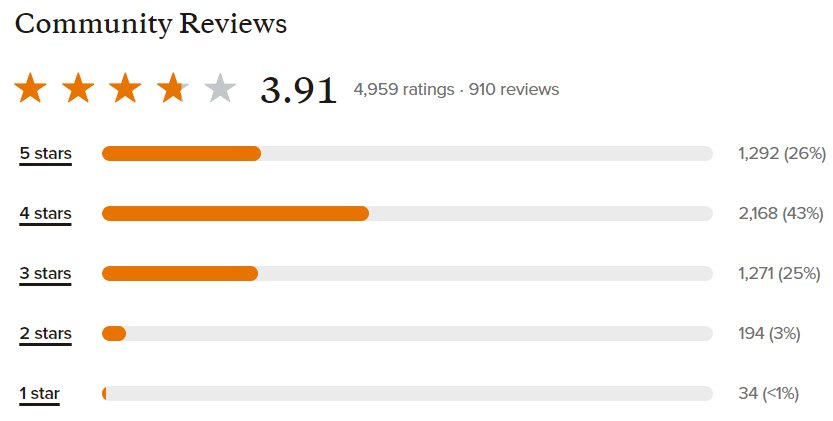 Community Reviews
3.91 4,959 ratings · 910 reviews
5 stars 1,292 (26%)
4 stars 2,168 (43%)
3 stars 1,271 (25%)
2 stars 194 (3%)
1 star 34 (<1%)